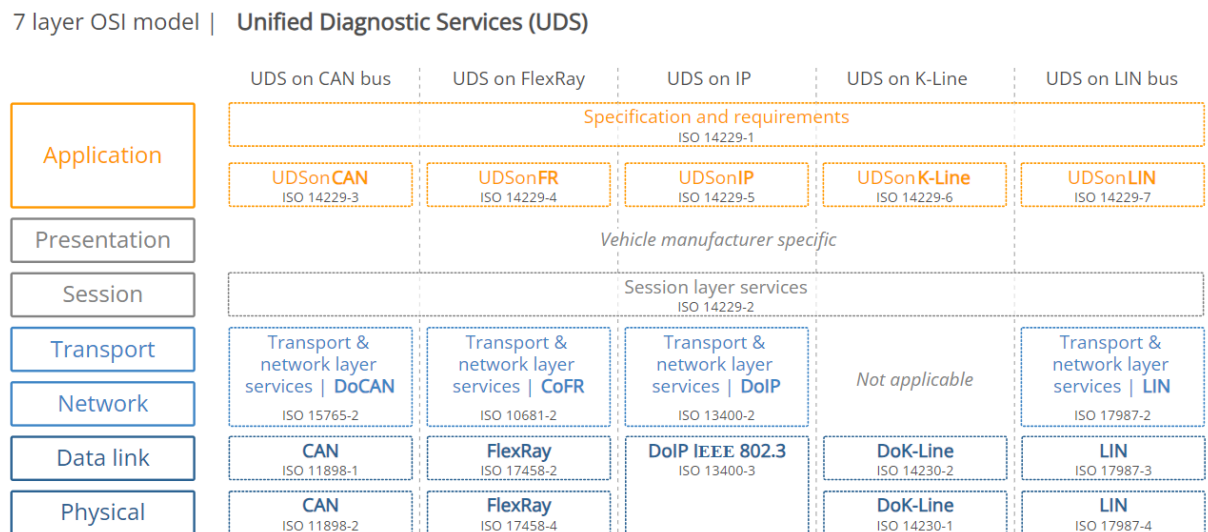 7 layer OSI model | Unified Diagnostic Services (UDS)
UDS on CAN bus
UDS on FlexRay
UDS on IP
UDS on K-Line
UDS on LIN bus
Application
Specification and requirements
ISO 14229-1
UDSonCAN
ISO 14229-3
UDSonFR
ISO 14229-4
UDSonIP
ISO 14229-5
UDSonK-Line
ISO 14229-6
UDSonLIN
ISO 14229-7
Presentation
Vehicle manufacturer specific
Session
Session layer services
ISO 14229-2
Transport
Network
Transport &
network layer
services | DoCAN
ISO 15765-2
Transport &
network layer
services | CoFR
ISO 10681-2
Transport &
network layer
services | DoIP
ISO 13400-2
Not applicable
Transport &
network layer
services | LIN
ISO 17987-2
Data link
CAN
ISO 11898-1
FlexRay
ISO 17458-2
DoIP IEEE 802.3
ISO 13400-3
DoK-Line
ISO 14230-2
LIN
ISO 17987-3
Physical
CAN
ISO 11898-2
FlexRay
ISO 17458-4
DoK-Line
ISO 14230-1
LIN
ISO 17987-4